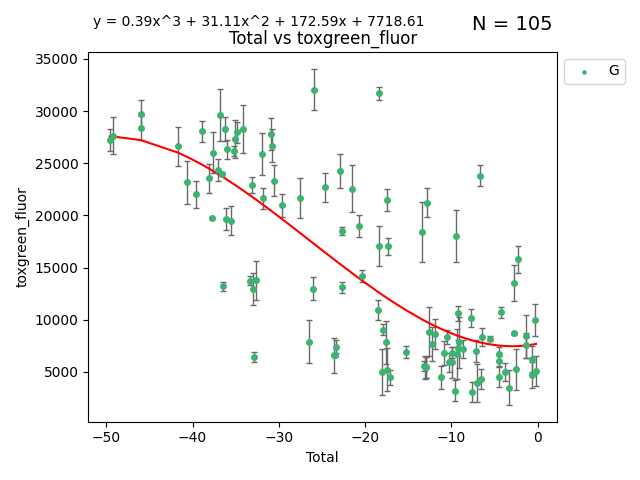 y = 0.39x^3 + 31.11x^2 + 172.59x + 7718.61
N = 105
Total vs toxgreen_fluor
G
35000
30000
25000
20000
15000
10000
5000
toxgreen_fluor
−50 −40 −30 −20 −10 0
Total